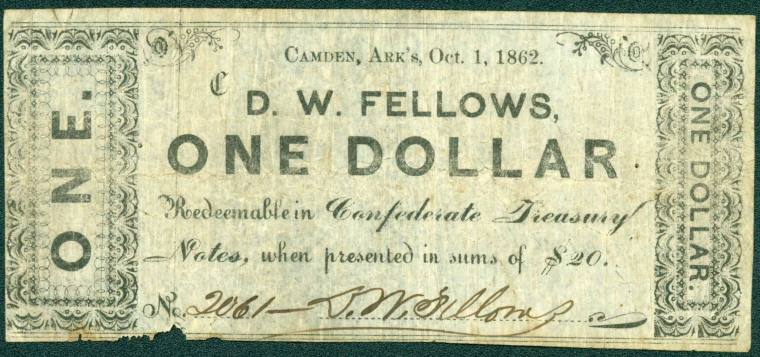 CAMDEN, ARK'S, OCT. 1, 1862.
C
D. W. FELLOWS,
ONE DOLLAR
Redeemable in Confederate Treasury
Notes, when presented in sums of $20.
No. 2061 D. W. Fellows
ONE.
ONE DOLLAR.